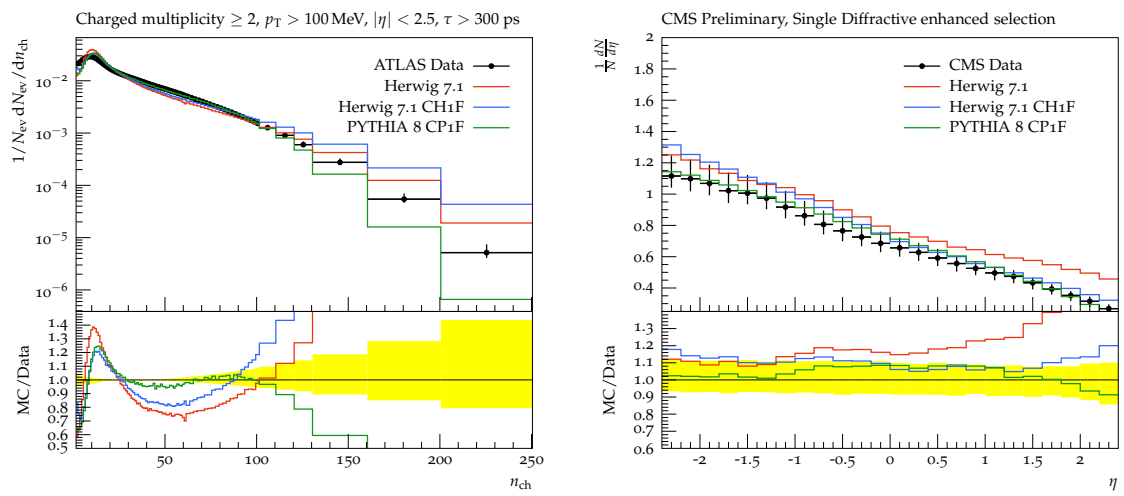 Charged multiplicity ≥ 2, pT > 100 MeV, |η| < 2.5, τ > 300 ps
ATLAS Data
Herwig 7.1
Herwig 7.1 CH1F
PYTHIA 8 CP1F
10−2
10−3
10−4
10−5
10−6
1/Nev dNev/dnch
1.4
1.3
1.2
1.1
1.0
0.9
0.8
0.7
0.6
0.5
MC/Data
50 100 150 200 250
nch
CMS Preliminary, Single Diffractive enhanced selection
CMS Data
Herwig 7.1
Herwig 7.1 CH1F
PYTHIA 8 CP1F
2
1.8
1.6
1.4
1.2
1
0.8
0.6
0.4
1/N dN/dη
1.3
1.2
1.1
1.0
0.9
0.8
0.7
0.6
MC/Data
-2 -1.5 -1 -0.5 0 0.5 1 1.5 2
η